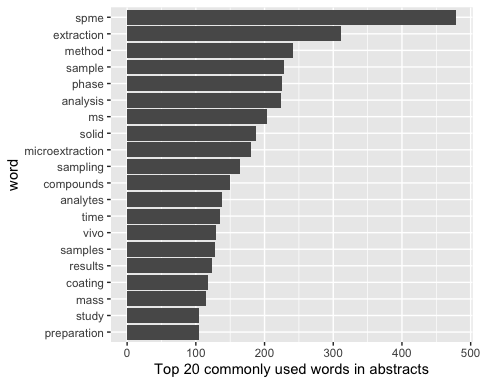 spme
extraction
method
sample
phase
analysis
ms
solid
microextraction
sampling
compounds
analytes
time
vivo
samples
results
coating
mass
study
preparation
word
0 100 200 300 400 500
Top 20 commonly used words in abstracts